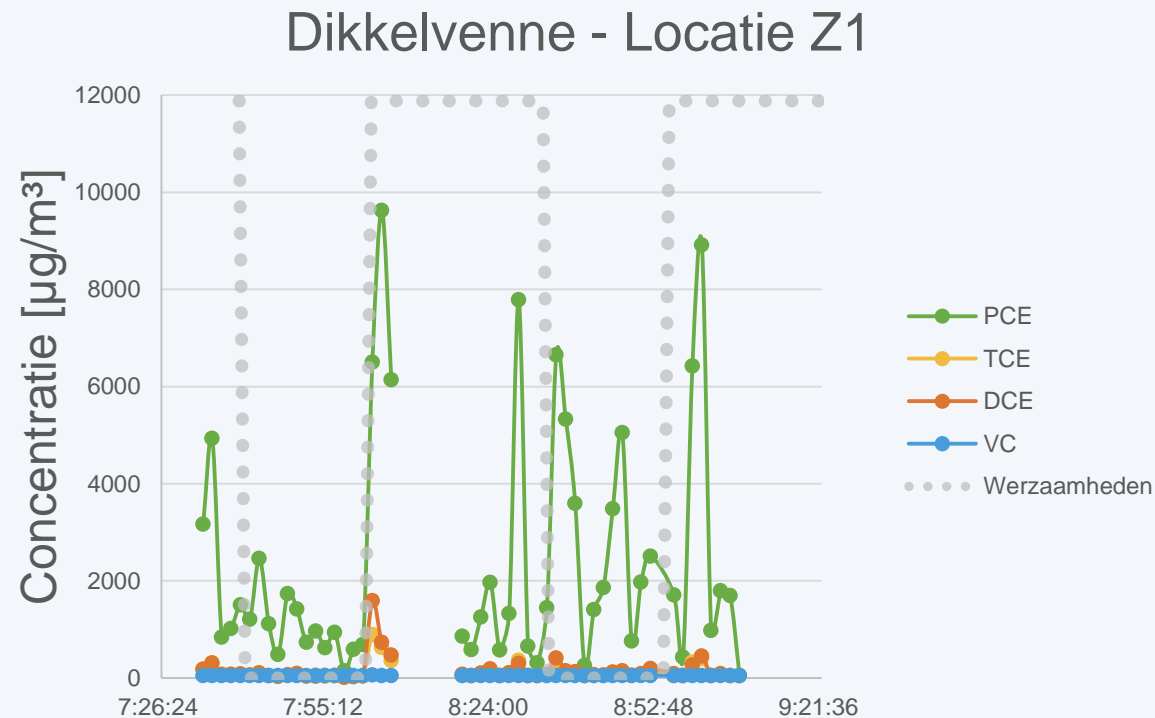 Dikkelvenne - Locatie Z1
Concentratie [µg/m³]
12000
10000
8000
6000
4000
2000
0
7:26:24
7:55:12
8:24:00
8:52:48
9:21:36
PCE
TCE
DCE
VC
Werzaamheden